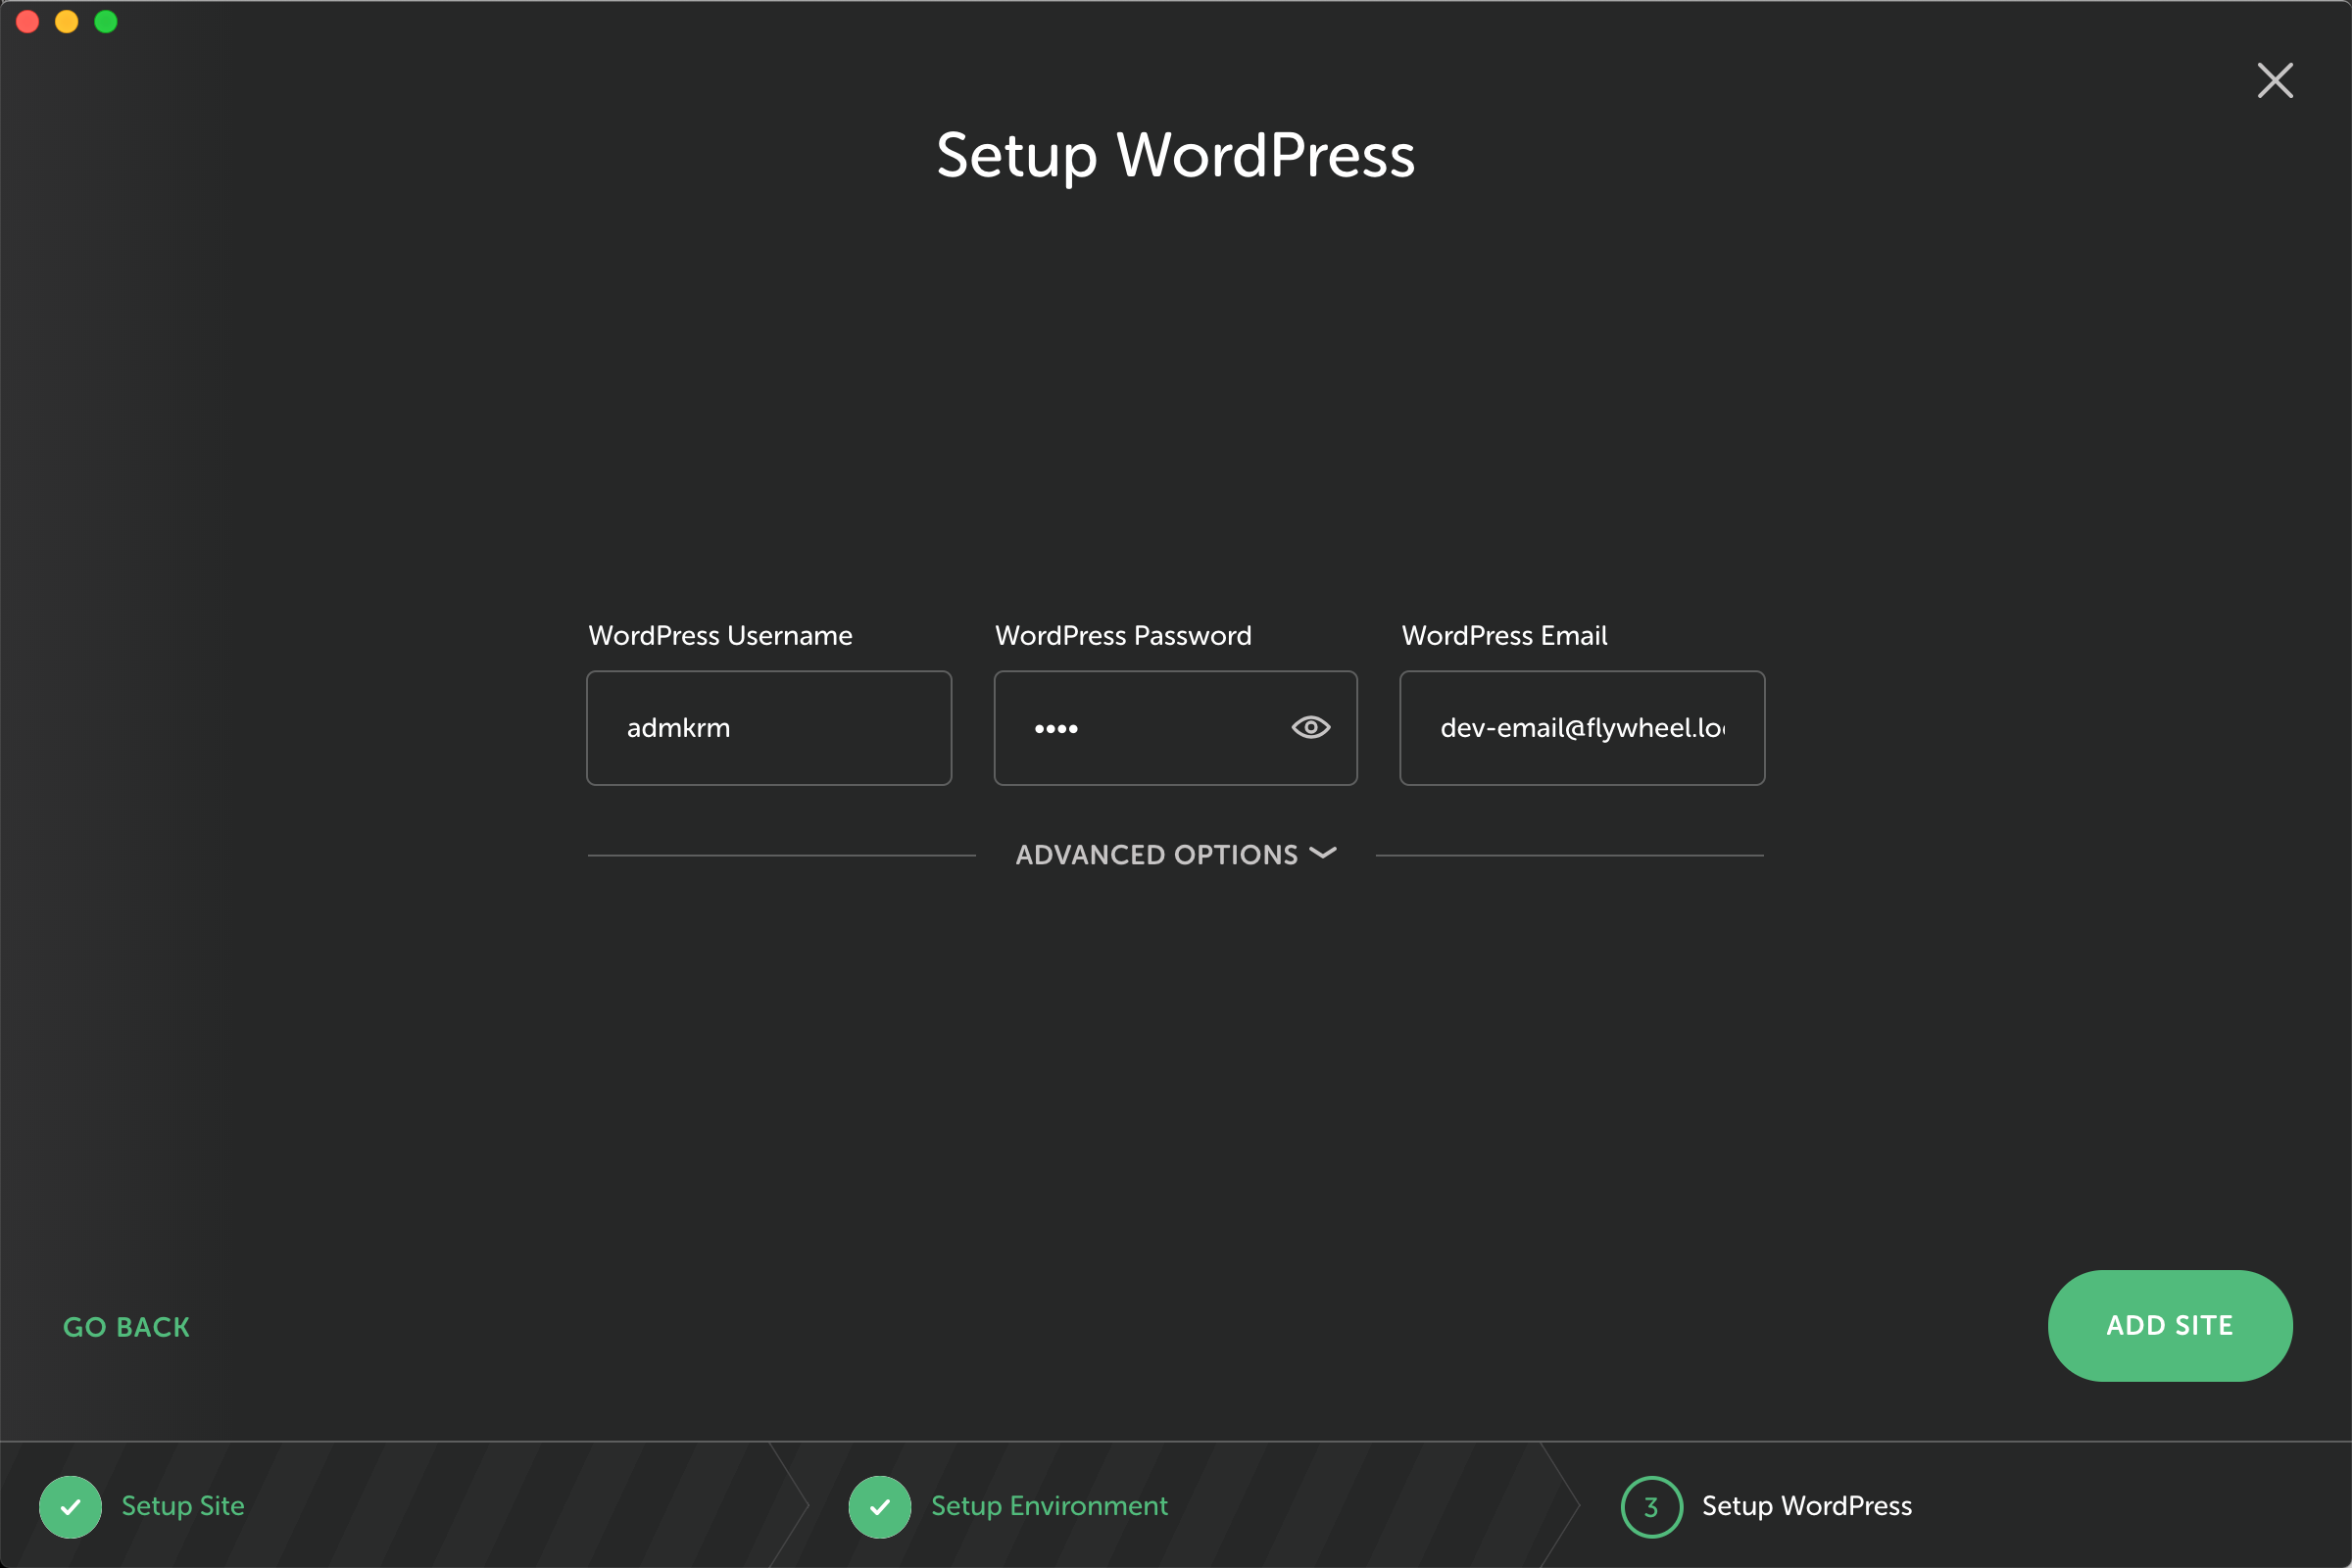 Setup WordPress
WordPress Username
WordPress Password
WordPress Email
admkrm
••••
dev-email@flywheel.lo
ADVANCED OPTIONS
GO BACK
ADD SITE
Setup Site
Setup Environment
3
Setup WordPress